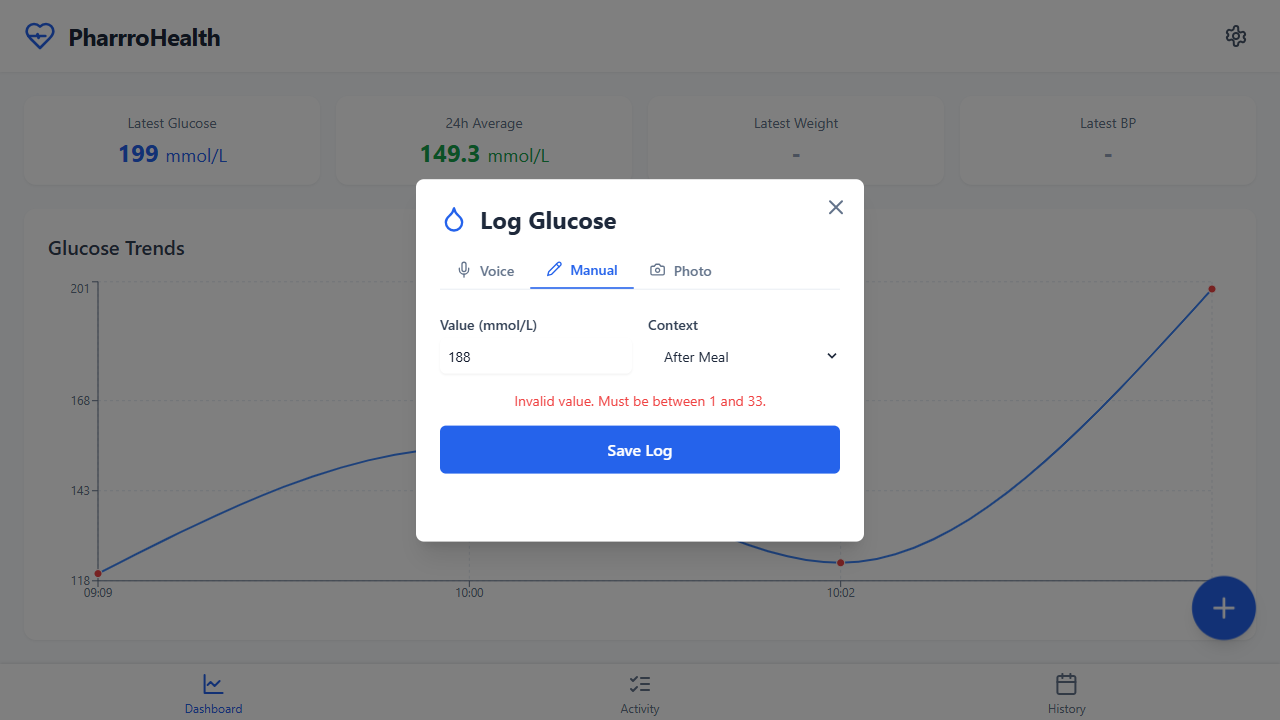 PharrroHealth
Latest Glucose
199 mmol/L
24h Average
149.3 mmol/L
Latest Weight
-
Latest BP
-
Glucose Trends
201
168
143
118
09:09
10:00
10:02
Log Glucose
Voice
Manual
Photo
Value (mmol/L)
Context
188
After Meal
Invalid value. Must be between 1 and 33.
Save Log
Dashboard
Activity
History